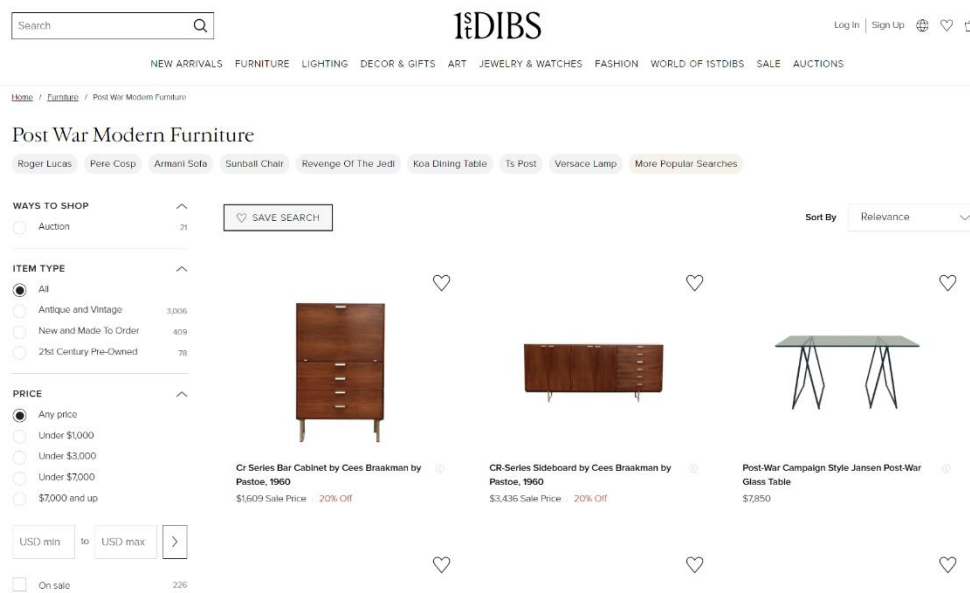 Search
1stDIBS
Log In
Sign Up
NEW ARRIVALS FURNITURE LIGHTING DECOR & GIFTS ART JEWELRY & WATCHES FASHION WORLD OF 1STDIBS SALE AUCTIONS
Home / Furniture / Post War Modern Furniture
Post War Modern Furniture
Roger Lucas Pere Cosp Armani Sofa Sunball Chair Revenge Of The Jedi Koa Dining Table Ts Post Versace Lamp More Popular Searches
WAYS TO SHOP
Auction 21
SAVE SEARCH
Sort By Relevance
ITEM TYPE
All
Antique and Vintage 3,006
New and Made To Order 409
21st Century Pre-Owned 78
PRICE
Any price
Under $1,000
Under $3,000
Under $7,000
$7,000 and up
USD min to USD max
On sale 226
Cr Series Bar Cabinet by Cees Braakman by
Pastoe, 1960
$1,609 Sale Price 20% Off
CR-Series Sideboard by Cees Braakman by
Pastoe, 1960
$3,436 Sale Price 20% Off
Post-War Campaign Style Jansen Post-War
Glass Table
$7,850